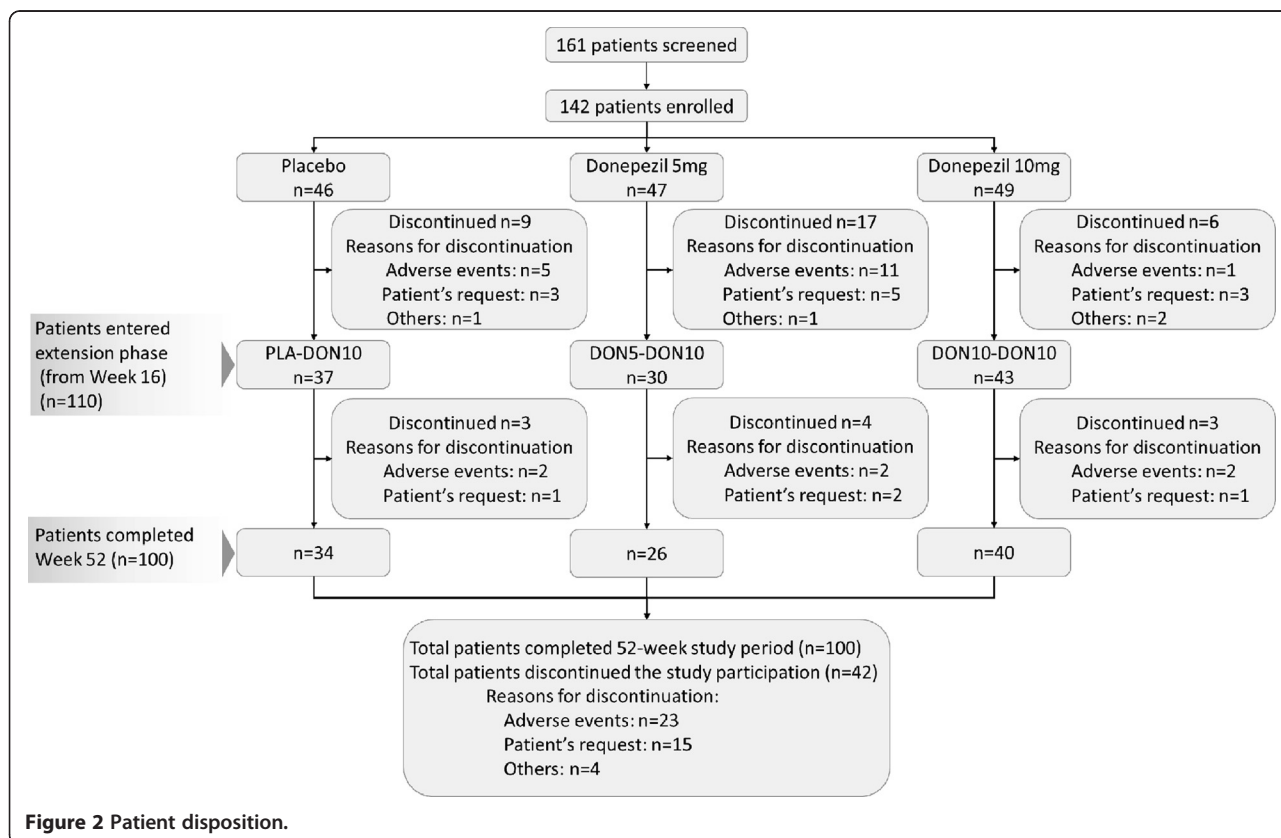 161 patients screened
142 patients enrolled
Placebo
n=46
Donepezil 5mg
n=47
Donepezil 10mg
n=49
Discontinued n=9
Reasons for discontinuation
Adverse events: n=5
Patient's request: n=3
Others: n=1
Discontinued n=17
Reasons for discontinuation
Adverse events: n=11
Patient's request: n=5
Others: n=1
Discontinued n=6
Reasons for discontinuation
Adverse events: n=1
Patient's request: n=3
Others: n=2
Patients entered
extension phase
(from Week 16)
(n=110)
PLA-DON10
n=37
DON5-DON10
n=30
DON10-DON10
n=43
Discontinued n=3
Reasons for discontinuation
Adverse events: n=2
Patient's request: n=1
Discontinued n=4
Reasons for discontinuation
Adverse events: n=2
Patient's request: n=2
Discontinued n=3
Reasons for discontinuation
Adverse events: n=2
Patient's request: n=1
Patients completed
Week 52 (n=100)
n=34
n=26
n=40
Total patients completed 52-week study period (n=100)
Total patients discontinued the study participation (n=42)
Reasons for discontinuation:
Adverse events: n=23
Patient's request: n=15
Others: n=4
Figure 2 Patient disposition.